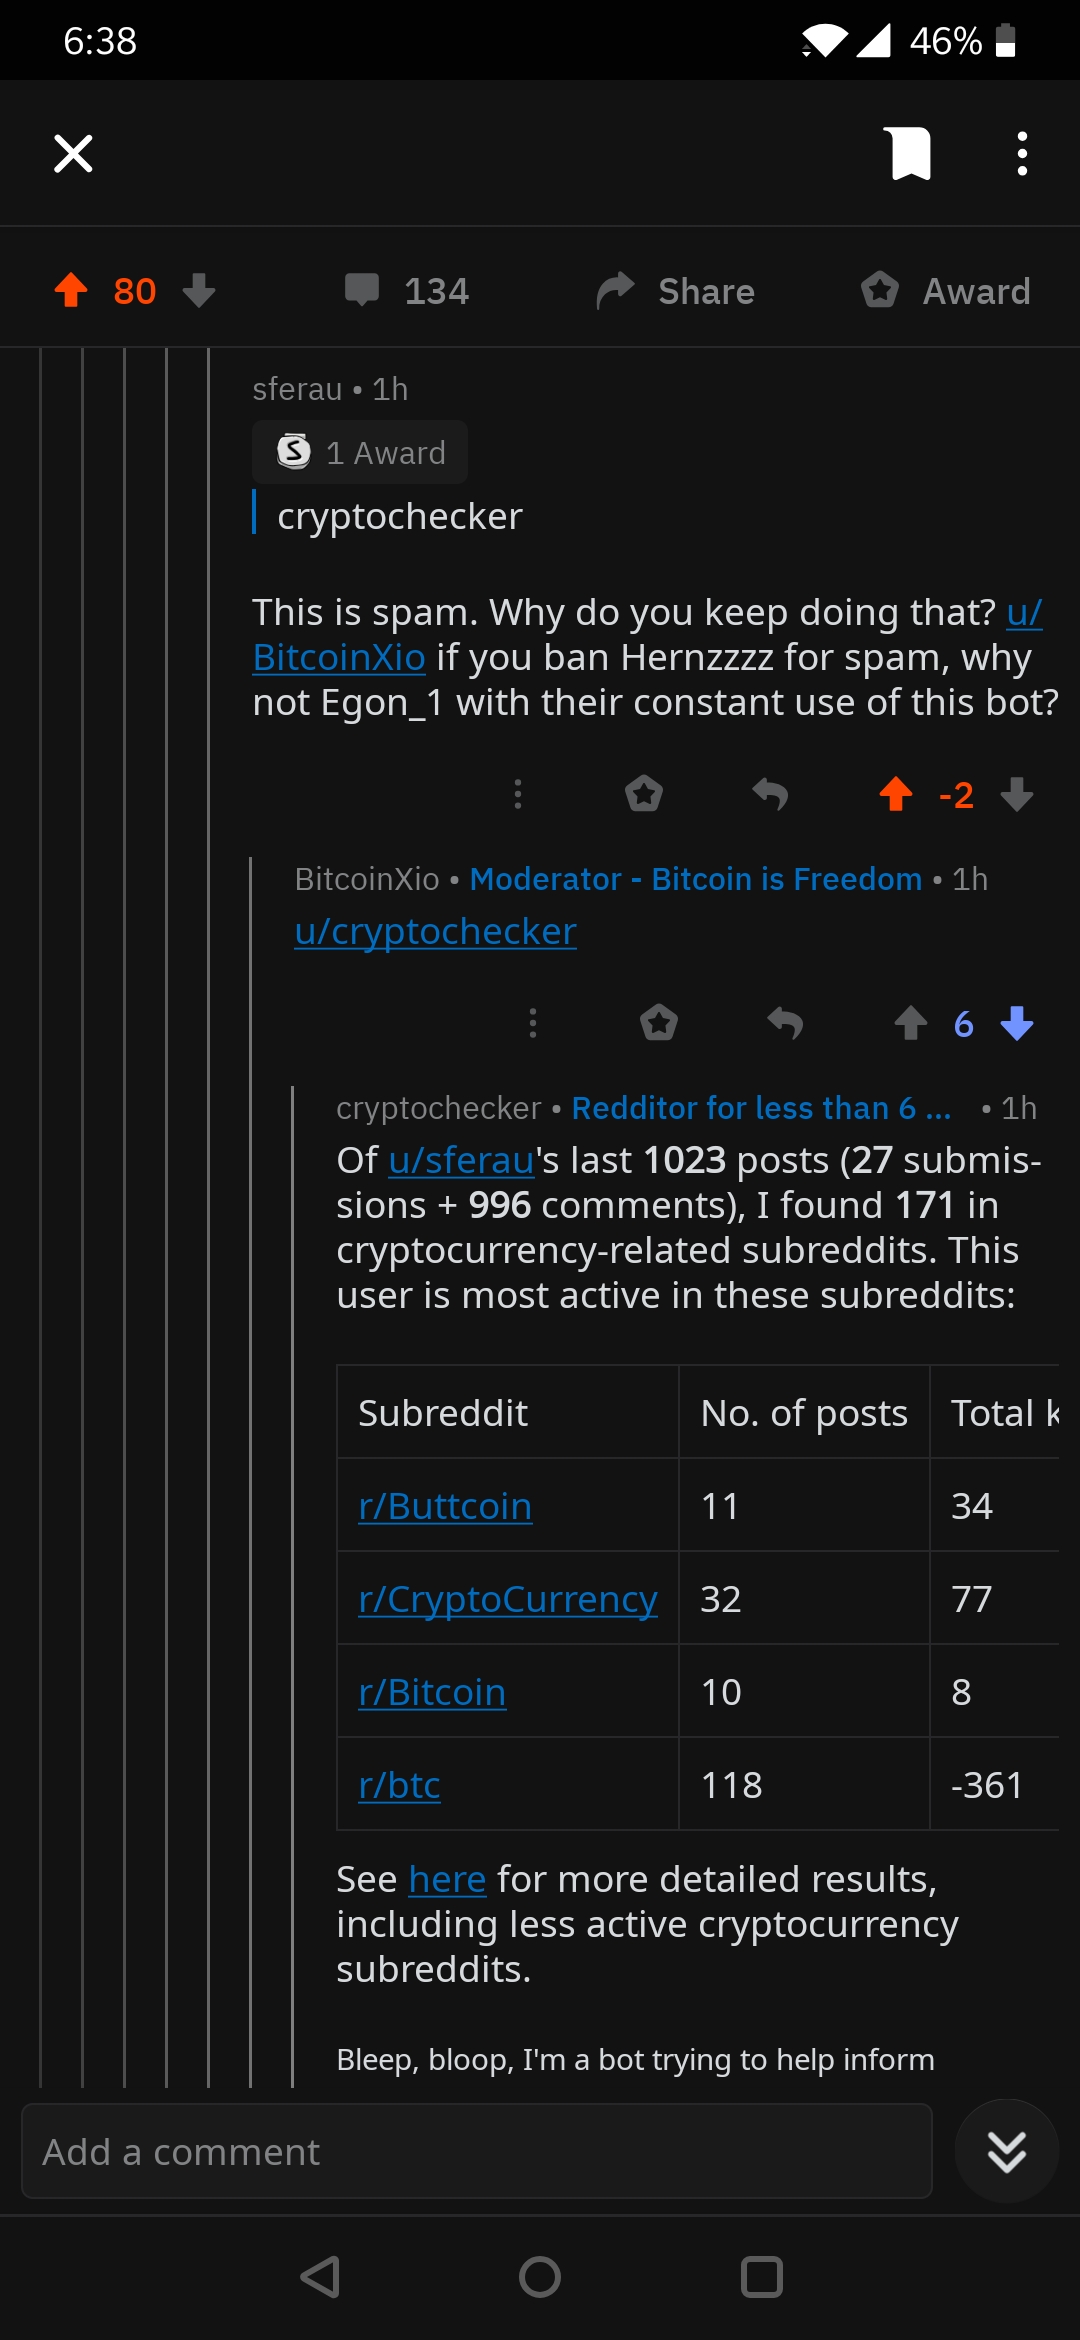 6:38
46%
80
134
Share
Award
sferau • 1h
1 Award
cryptochecker
This is spam. Why do you keep doing that? u/
BitcoinXio if you ban Hernzzzz for spam, why
not Egon_1 with their constant use of this bot?
-2
BitcoinXio • Moderator - Bitcoin is Freedom • 1h
u/cryptochecker
6
cryptochecker • Redditor for less than 6 ... • 1h
Of u/sferau's last 1023 posts (27 submis-
sions + 996 comments), I found 171 in
cryptocurrency-related subreddits. This
user is most active in these subreddits:
Subreddit No. of posts Total k
r/Buttcoin 11 34
r/CryptoCurrency 32 77
r/Bitcoin 10 8
r/btc 118 -361
See here for more detailed results,
including less active cryptocurrency
subreddits.
Bleep, bloop, I'm a bot trying to help inform
Add a comment